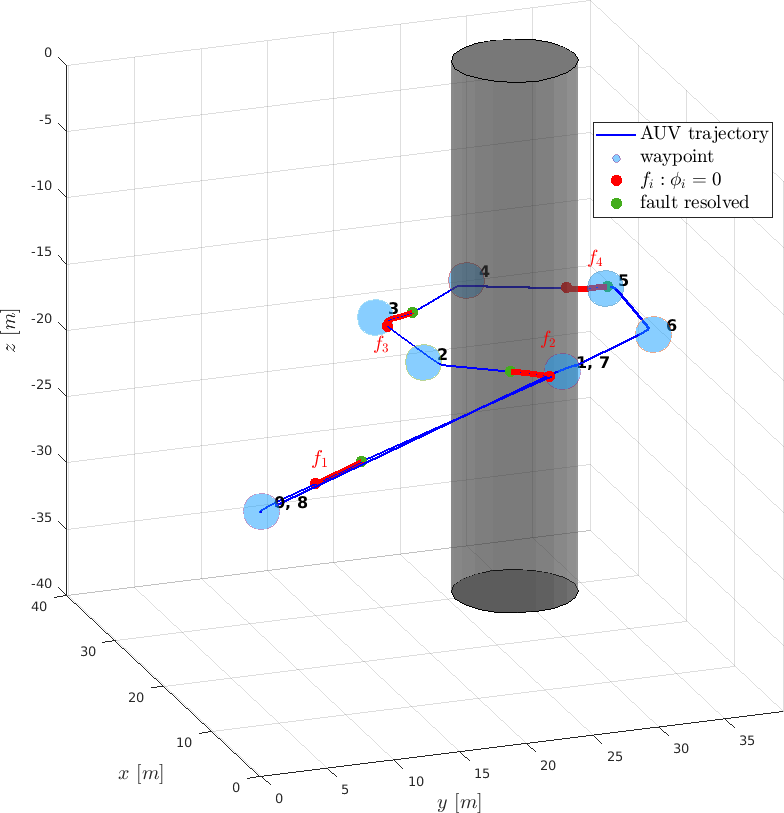 0
-5
-10
-15
-20
-25
-30
-35
-40
z [m]
40
30
20
10
0
x [m]
0
5
10
15
20
25
30
35
y [m]
AUV trajectory
waypoint
f_i : ϕ_i = 0
fault resolved
f_4
4
5
3
6
f_3
f_2
2
1, 7
f_1
0, 8